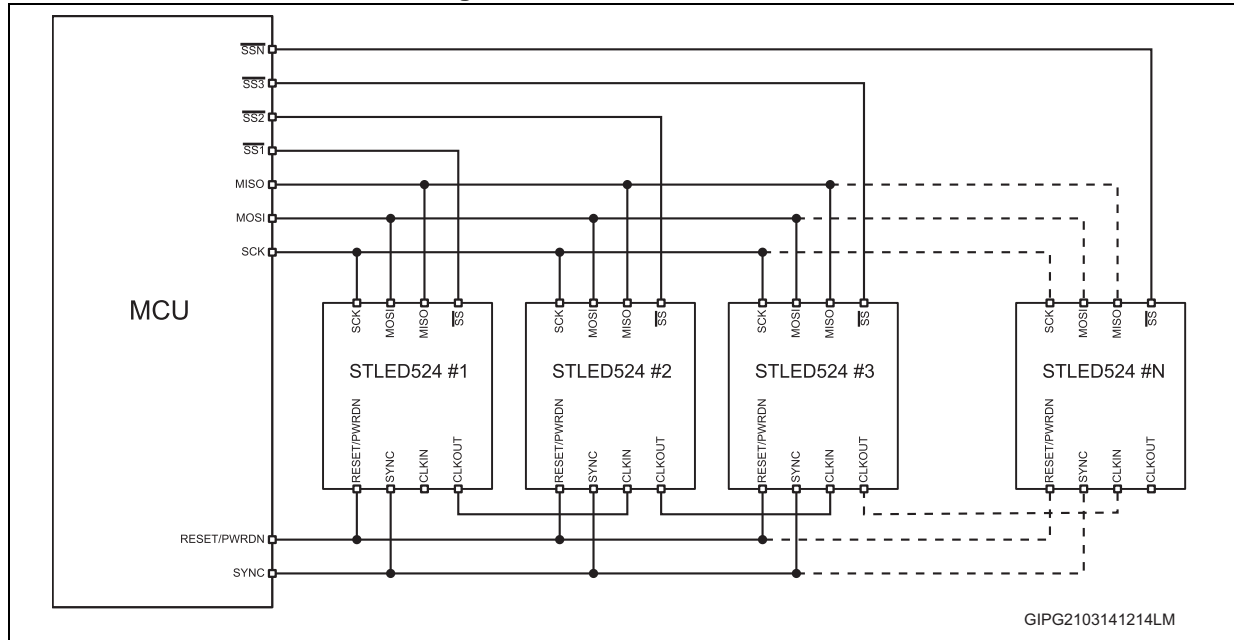 SSN
SS3
SS2
SS1
MISO
MOSI
SCK
MCU
SCK MOSI MISO SS
SCK MOSI MISO SS
SCK MOSI MISO SS
SCK MOSI MISO SS
STLED524 #1
STLED524 #2
STLED524 #3
STLED524 #N
RESET/PWRDN SYNC CLKIN CLKOUT
RESET/PWRDN SYNC CLKIN CLKOUT
RESET/PWRDN SYNC CLKIN CLKOUT
RESET/PWRDN SYNC CLKIN CLKOUT
RESET/PWRDN
SYNC
GIPG2103141214LM